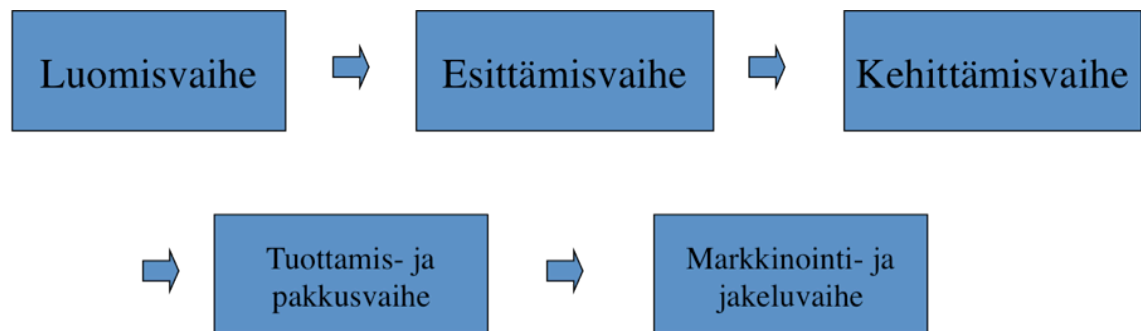 Luomisvaihe
Esittämisvaihe
Kehittämisvaihe
Tuottamis- ja
pakkusvaihe
Markkinointi- ja
jakeluvaihe